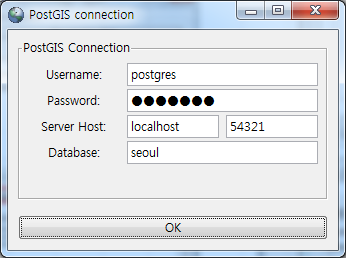 PostGIS connection
PostGIS Connection
Username: postgres
Password: ●●●●●●●
Server Host: localhost 54321
Database: seoul
OK